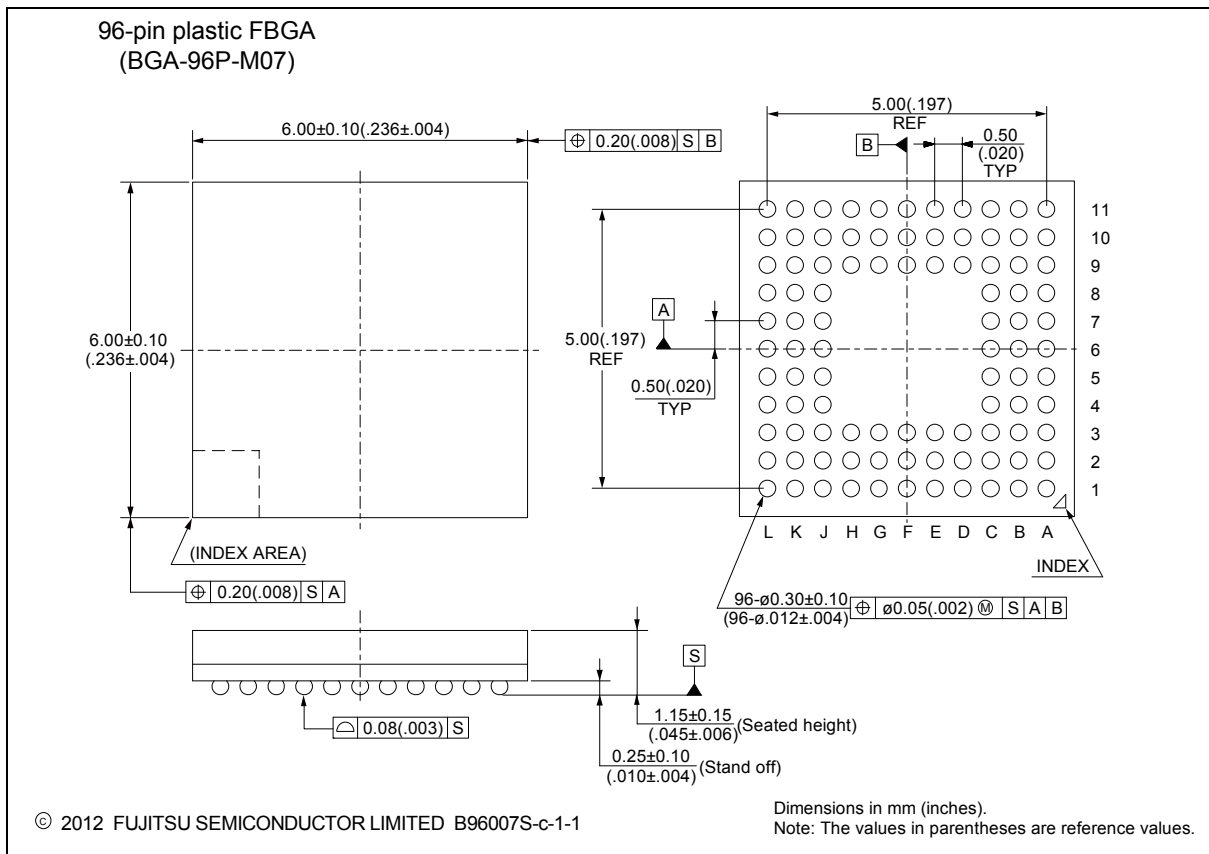 96-pin plastic FBGA
(BGA-96P-M07)
6.00±0.10(.236±.004)
⌖ 0.20(.008) S B
6.00±0.10
(.236±.004)
(INDEX AREA)
⌖ 0.20(.008) S A
5.00(.197)
REF
B
0.50
(.020)
TYP
5.00(.197)
REF
A
0.50(.020)
TYP
11
10
9
8
7
6
5
4
3
2
1
L K J H G F E D C B A
INDEX
96-ø0.30±0.10
(96-ø.012±.004)
⌖ ø0.05(.002) Ⓜ S A B
S
⌓ 0.08(.003) S
1.15±0.15
(.045±.006)
(Seated height)
0.25±0.10
(.010±.004)
(Stand off)
© 2012 FUJITSU SEMICONDUCTOR LIMITED B96007S-c-1-1
Dimensions in mm (inches).
Note: The values in parentheses are reference values.